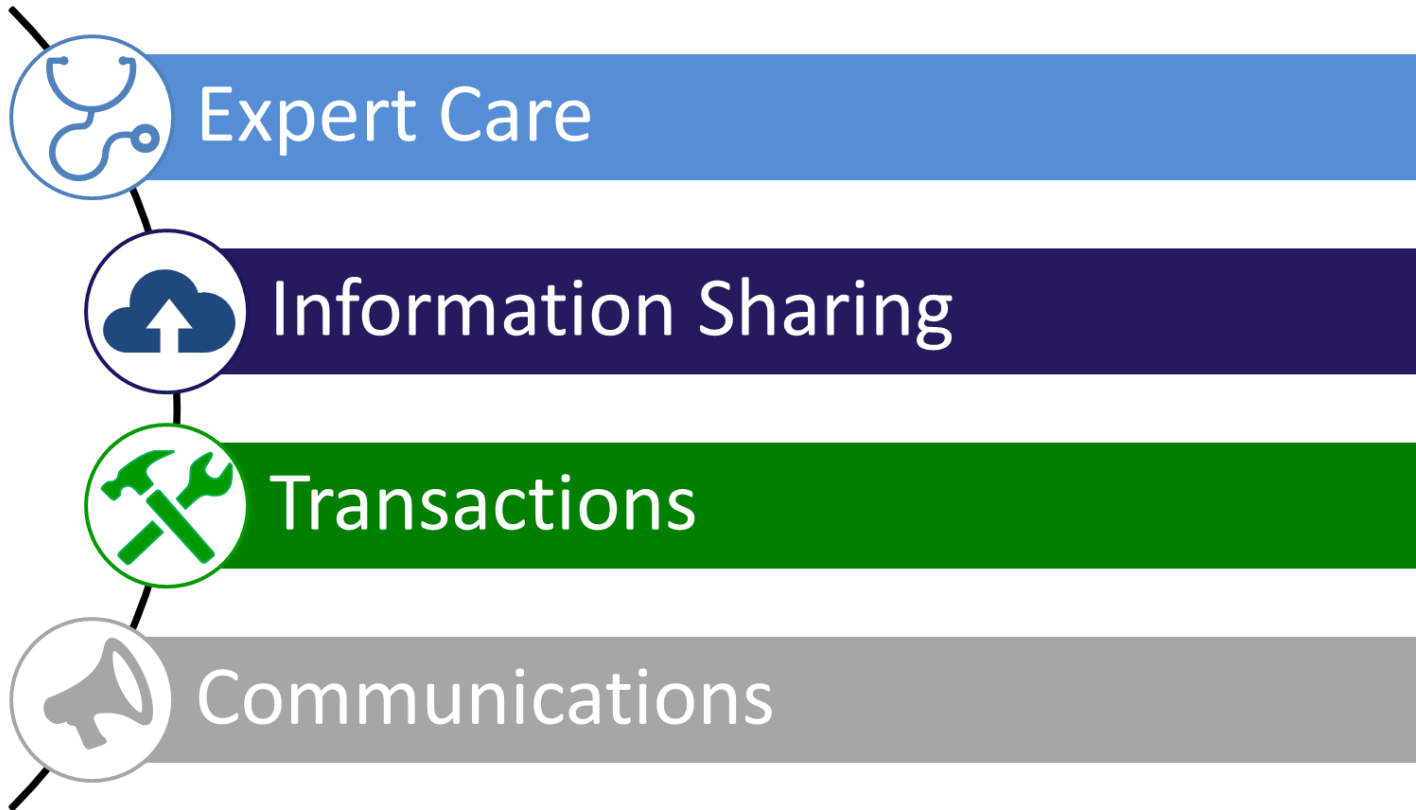 Expert Care
Information Sharing
Transactions
Communications